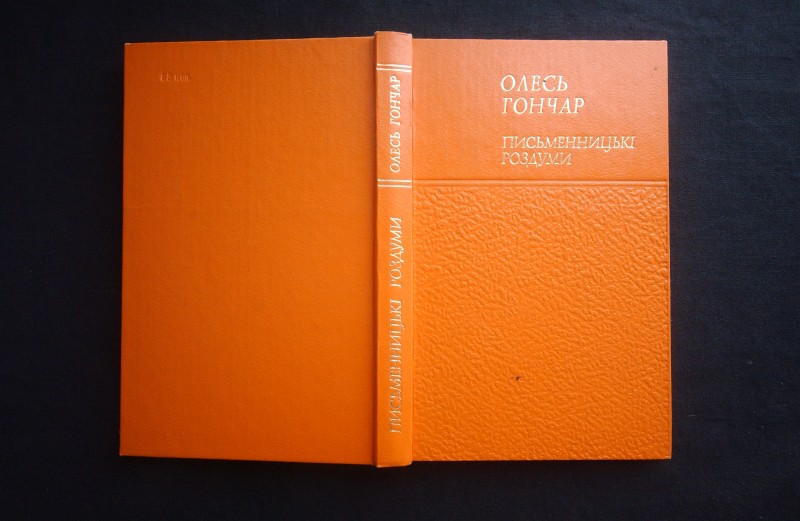 ОЛЕСЬ
ГОНЧАР
ПИСЬМЕННИЦЬКІ
РОЗДУМИ
ОЛЕСЬ ГОНЧАР
ПИСЬМЕННИЦЬКІ РОЗДУМИ